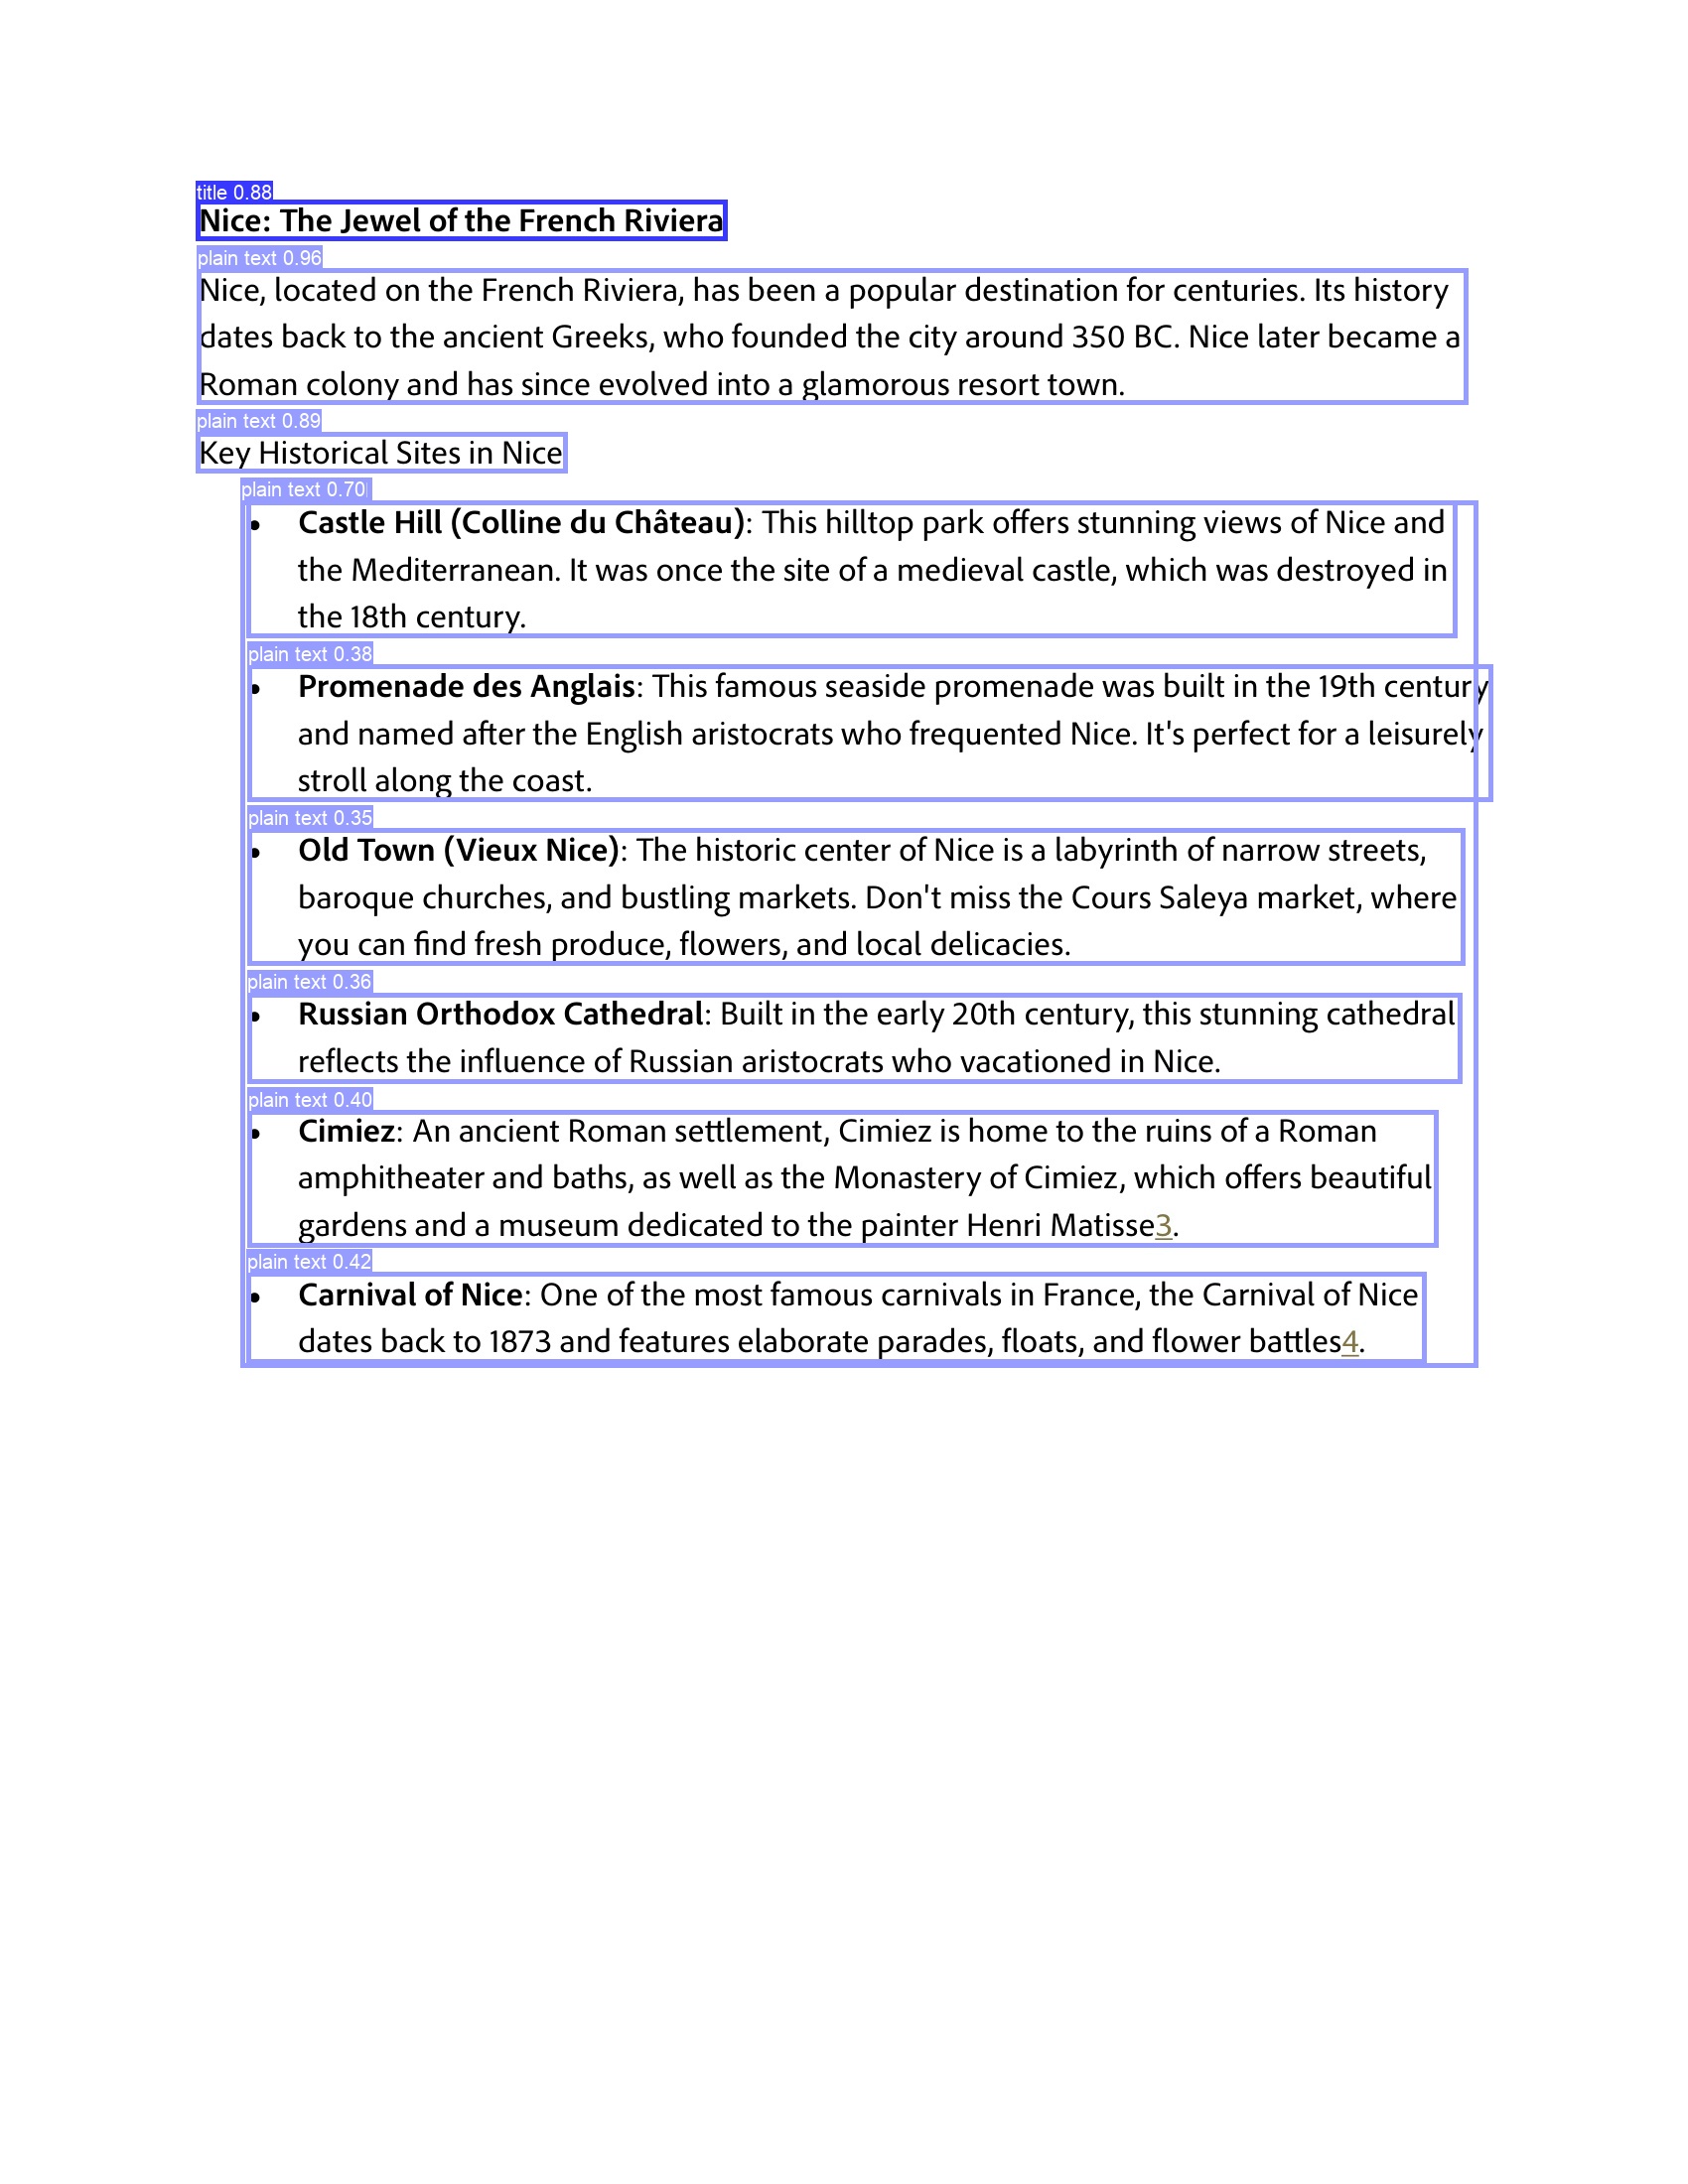 title 0.88
Nice: The Jewel of the French Riviera
plain text 0.96
Nice, located on the French Riviera, has been a popular destination for centuries. Its history
dates back to the ancient Greeks, who founded the city around 350 BC. Nice later became a
Roman colony and has since evolved into a glamorous resort town.
plain text 0.89
Key Historical Sites in Nice
plain text 0.70
• Castle Hill (Colline du Château): This hilltop park offers stunning views of Nice and
the Mediterranean. It was once the site of a medieval castle, which was destroyed in
the 18th century.
plain text 0.38
• Promenade des Anglais: This famous seaside promenade was built in the 19th century
and named after the English aristocrats who frequented Nice. It's perfect for a leisurely
stroll along the coast.
plain text 0.35
• Old Town (Vieux Nice): The historic center of Nice is a labyrinth of narrow streets,
baroque churches, and bustling markets. Don't miss the Cours Saleya market, where
you can find fresh produce, flowers, and local delicacies.
plain text 0.36
• Russian Orthodox Cathedral: Built in the early 20th century, this stunning cathedral
reflects the influence of Russian aristocrats who vacationed in Nice.
plain text 0.40
• Cimiez: An ancient Roman settlement, Cimiez is home to the ruins of a Roman
amphitheater and baths, as well as the Monastery of Cimiez, which offers beautiful
gardens and a museum dedicated to the painter Henri Matisse3.
plain text 0.42
• Carnival of Nice: One of the most famous carnivals in France, the Carnival of Nice
dates back to 1873 and features elaborate parades, floats, and flower battles4.